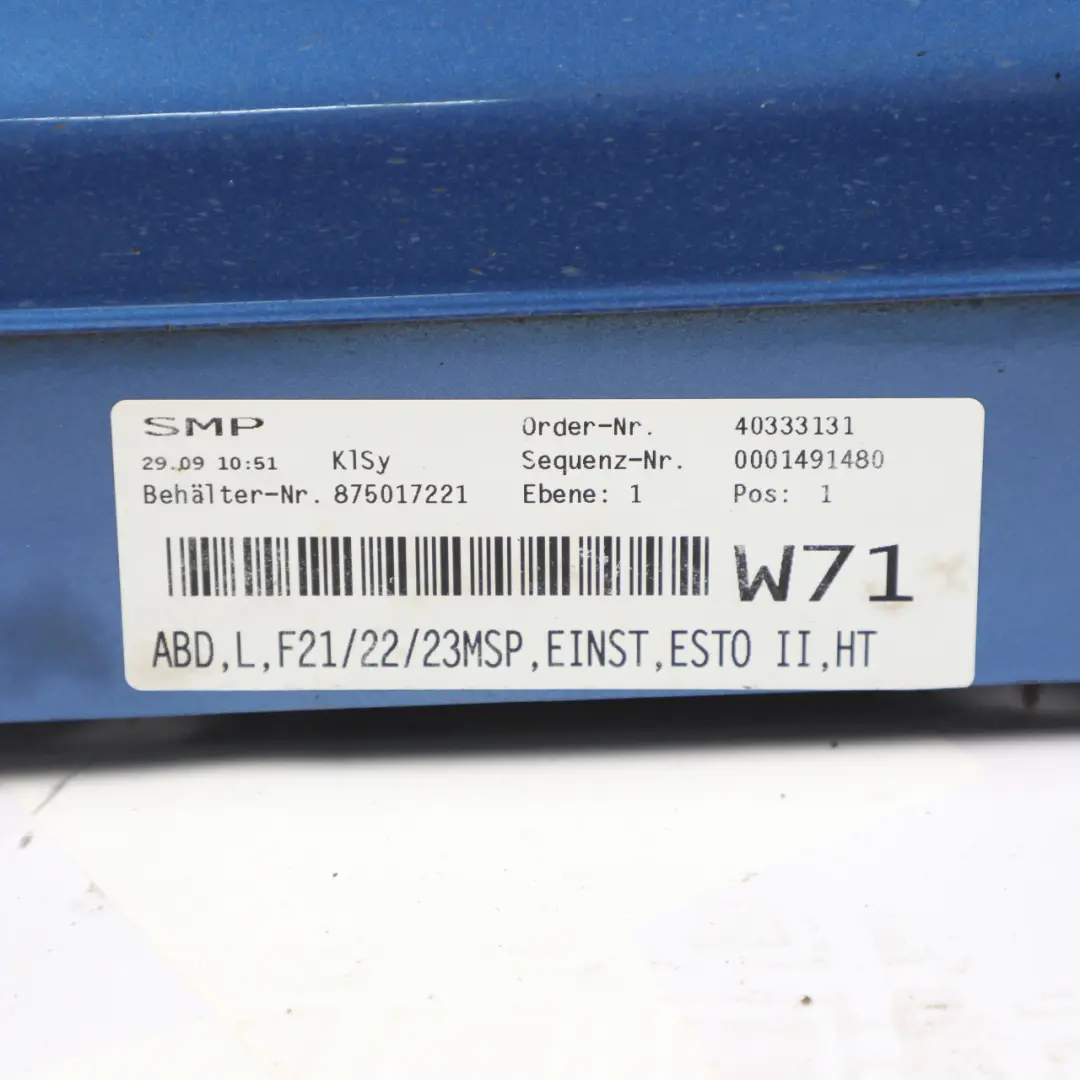 SMP Order-Nr. 40333131
29.09 10:51 KlSy Sequenz-Nr. 0001491480
Behälter-Nr. 875017221 Ebene: 1 Pos: 1
W71
ABD,L,F21/22/23MSP,EINST,ESTO II,HT